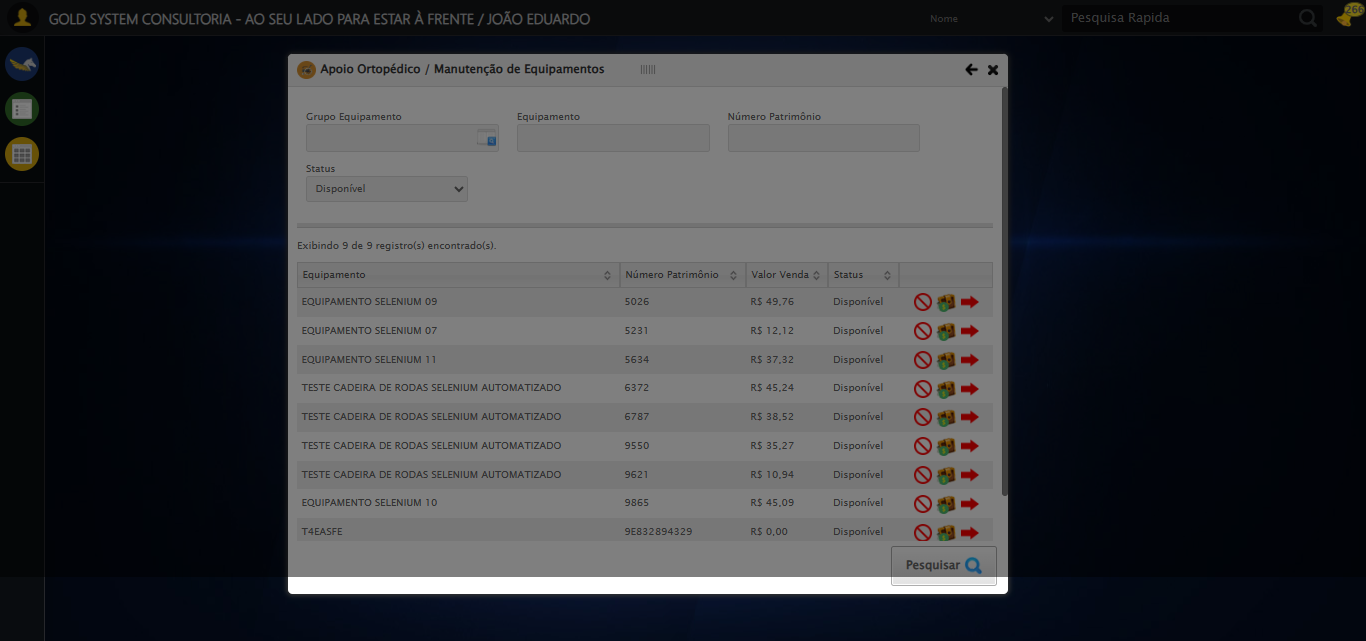 GOLD SYSTEM CONSULTORIA - AO SEU LADO PARA ESTAR À FRENTE / JOÃO EDUARDO
Nome
Pesquisa Rapida
266
Apoio Ortopédico / Manutenção de Equipamentos
Grupo Equipamento
Equipamento
Número Patrimônio
Status
Disponível
Exibindo 9 de 9 registro(s) encontrado(s).
Equipamento Número Patrimônio Valor Venda Status
EQUIPAMENTO SELENIUM 09 5026 R$ 49,76 Disponível
EQUIPAMENTO SELENIUM 07 5231 R$ 12,12 Disponível
EQUIPAMENTO SELENIUM 11 5634 R$ 37,32 Disponível
TESTE CADEIRA DE RODAS SELENIUM AUTOMATIZADO 6372 R$ 45,24 Disponível
TESTE CADEIRA DE RODAS SELENIUM AUTOMATIZADO 6787 R$ 38,52 Disponível
TESTE CADEIRA DE RODAS SELENIUM AUTOMATIZADO 9550 R$ 35,27 Disponível
TESTE CADEIRA DE RODAS SELENIUM AUTOMATIZADO 9621 R$ 10,94 Disponível
EQUIPAMENTO SELENIUM 10 9865 R$ 45,09 Disponível
T4EASFE 9E832894329 R$ 0,00 Disponível
Pesquisar